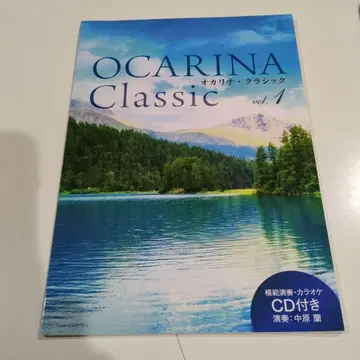 OCARINA
オカリナ・クラシック
Classic vol.1
模範演奏・カラオケ
CD付き
演奏:中原 蘭